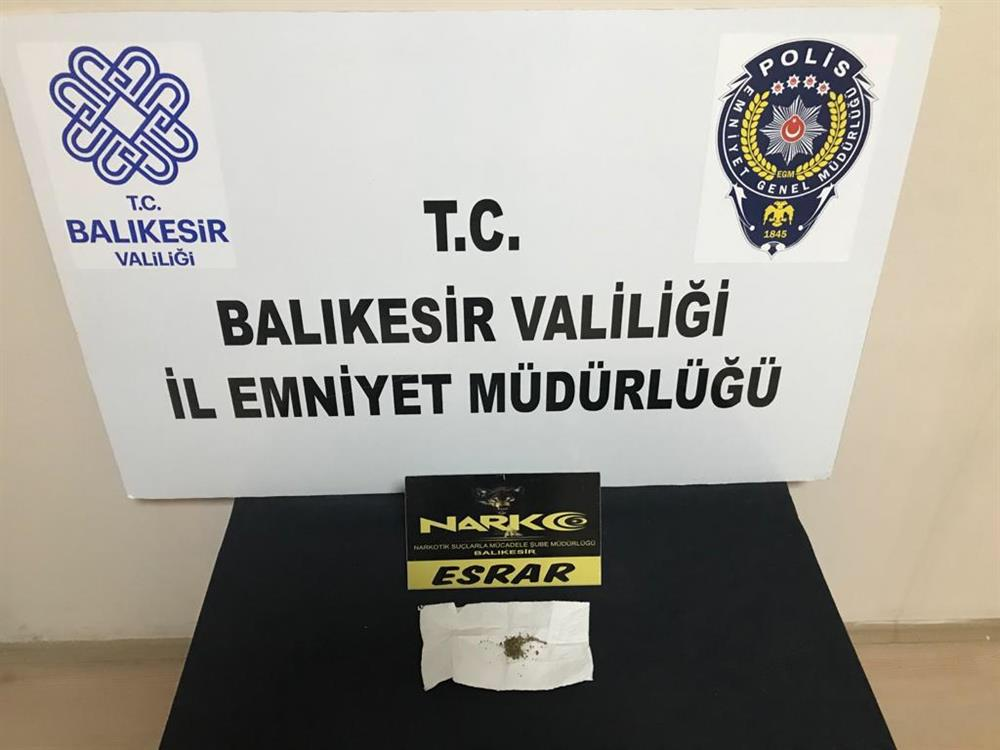 T.C.
BALIKESİR
VALİLİĞİ
POLİS
EMNİYET GENEL MÜDÜRLÜĞÜ
EGM
1845
T.C.
BALIKESİR VALİLİĞİ
İL EMNİYET MÜDÜRLÜĞÜ
NARKO
NARKOTİK SUÇLARLA MÜCADELE ŞUBE MÜDÜRLÜĞÜ
BALIKESİR
ESRAR